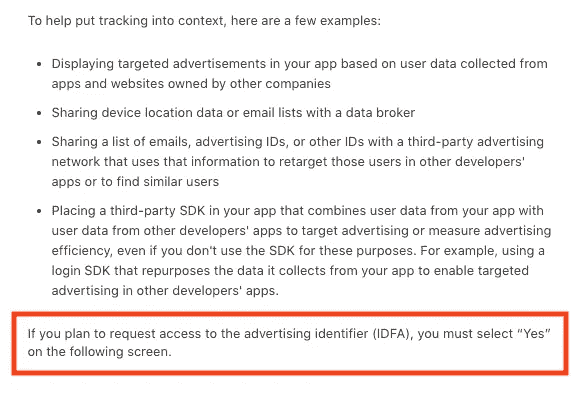 To help put tracking into context, here are a few examples:
• Displaying targeted advertisements in your app based on user data collected from
apps and websites owned by other companies
• Sharing device location data or email lists with a data broker
• Sharing a list of emails, advertising IDs, or other IDs with a third-party advertising
network that uses that information to retarget those users in other developers'
apps or to find similar users
• Placing a third-party SDK in your app that combines user data from your app with
user data from other developers' apps to target advertising or measure advertising
efficiency, even if you don't use the SDK for these purposes. For example, using a
login SDK that repurposes the data it collects from your app to enable targeted
advertising in other developers' apps.
If you plan to request access to the advertising identifier (IDFA), you must select “Yes”
on the following screen.